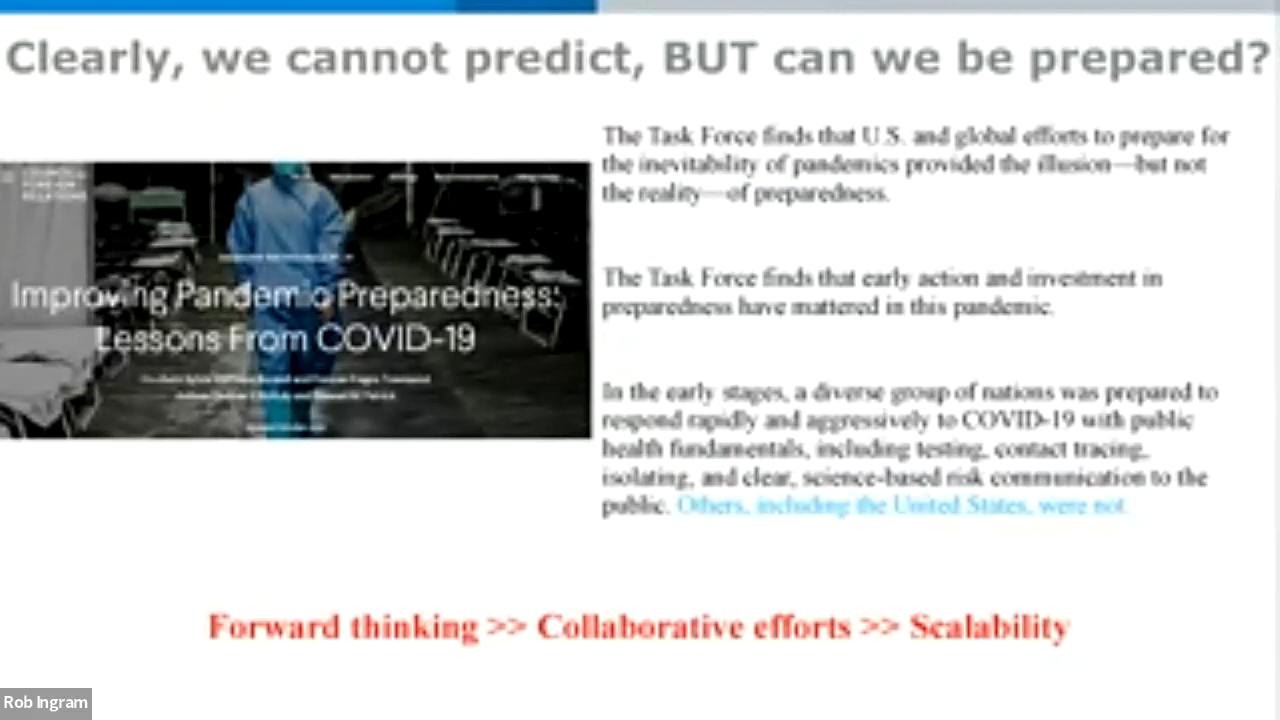 Clearly, we cannot predict, BUT can we be prepared?
The Task Force finds that U.S. and global efforts to prepare for
the inevitability of pandemics provided the illusion—but not
the reality—of preparedness.
Improving Pandemic Preparedness:
Lessons From COVID-19
The Task Force finds that early action and investment in
preparedness have mattered in this pandemic.
In the early stages, a diverse group of nations was prepared to
respond rapidly and aggressively to COVID-19 with public
health fundamentals, including testing, contact tracing,
isolating, and clear, science-based risk communication to the
public. Others, including the United States, were not.
Forward thinking >> Collaborative efforts >> Scalability
Rob Ingram